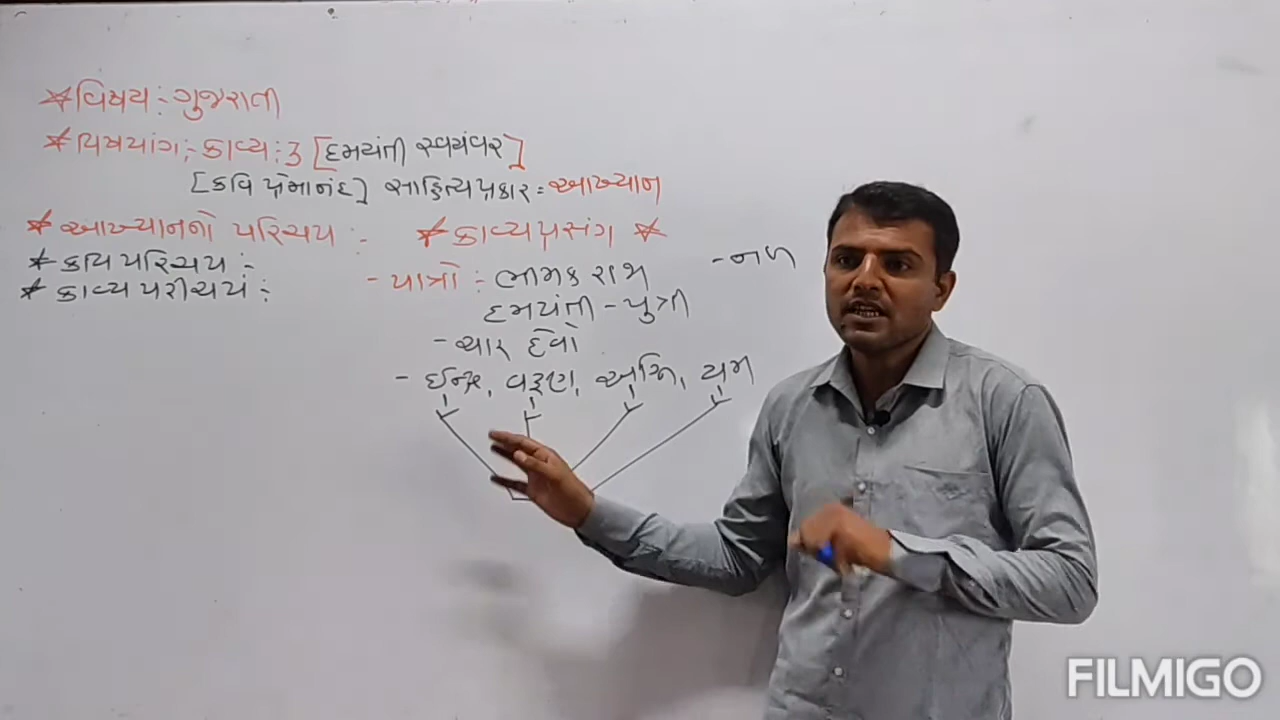 * વિષય :- ગુજરાતી
* વિષયાંગ :- કાવ્ય : 3 [દમયંતી સ્વયંવર]
[કવિ પ્રેમાનંદ] સાહિત્યપ્રકાર = આખ્યાન
* આખ્યાનનો પરિચય :-
* કવિ પરિચય :-
* કાવ્ય પરીચય :-
* કાવ્યપ્રસંગ *
- પાત્રો :- ભીમક રાજા
- નળ
દમયંતી - પુત્રી
- ચાર દેવો
- ઇન્દ્ર, વરૂણ, અગ્નિ, યમ
FILMIGO